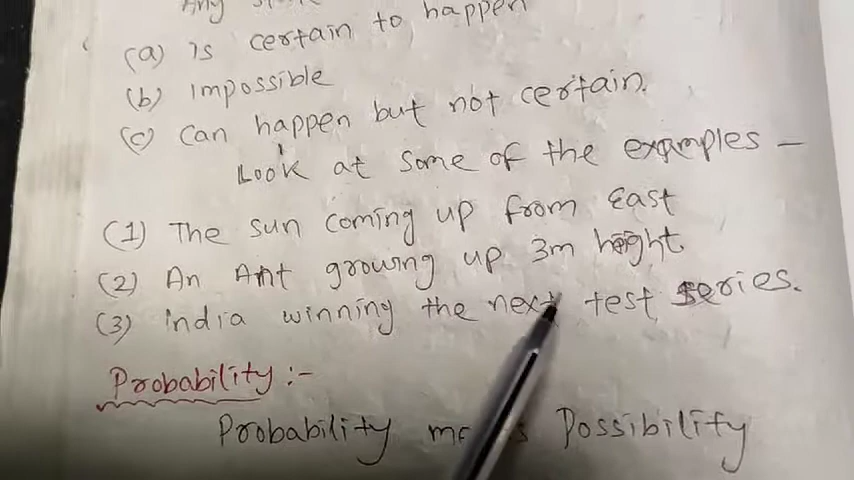 Any
(a) is certain to happen
(b) Impossible
(c) Can happen but not certain.
Look at some of the examples –
(1) The sun coming up from East
(2) An Ant growing up 3m height.
(3) india winning the next test series.
Probability :-
Probability Possibility